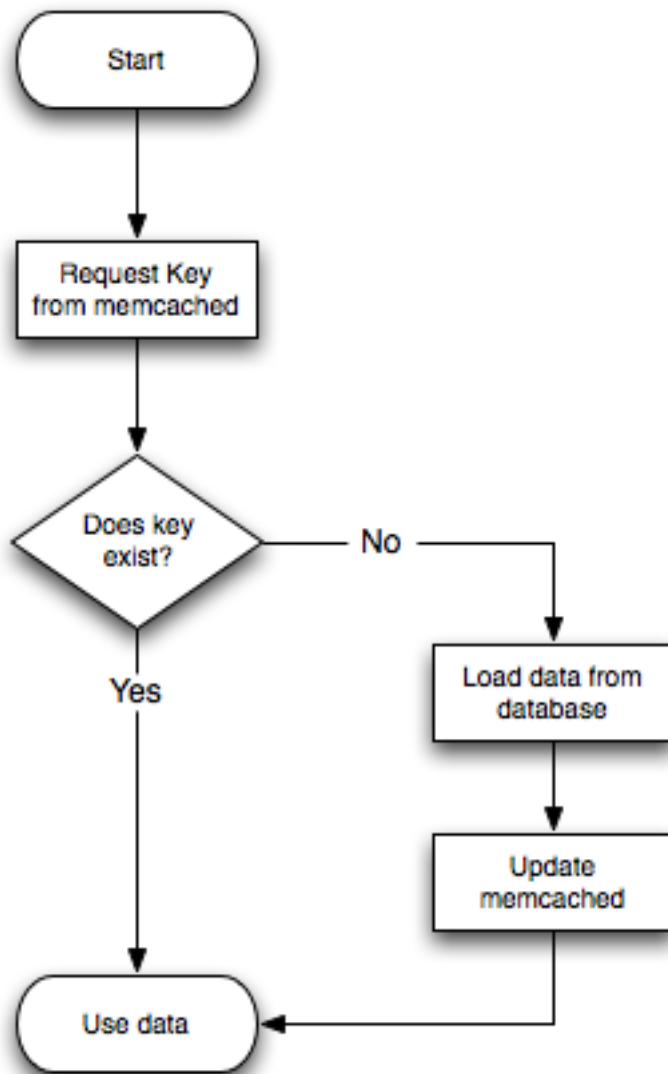 Start
Request Key
from memcached
Does key
exist?
No
Yes
Load data from
database
Update
memcached
Use data